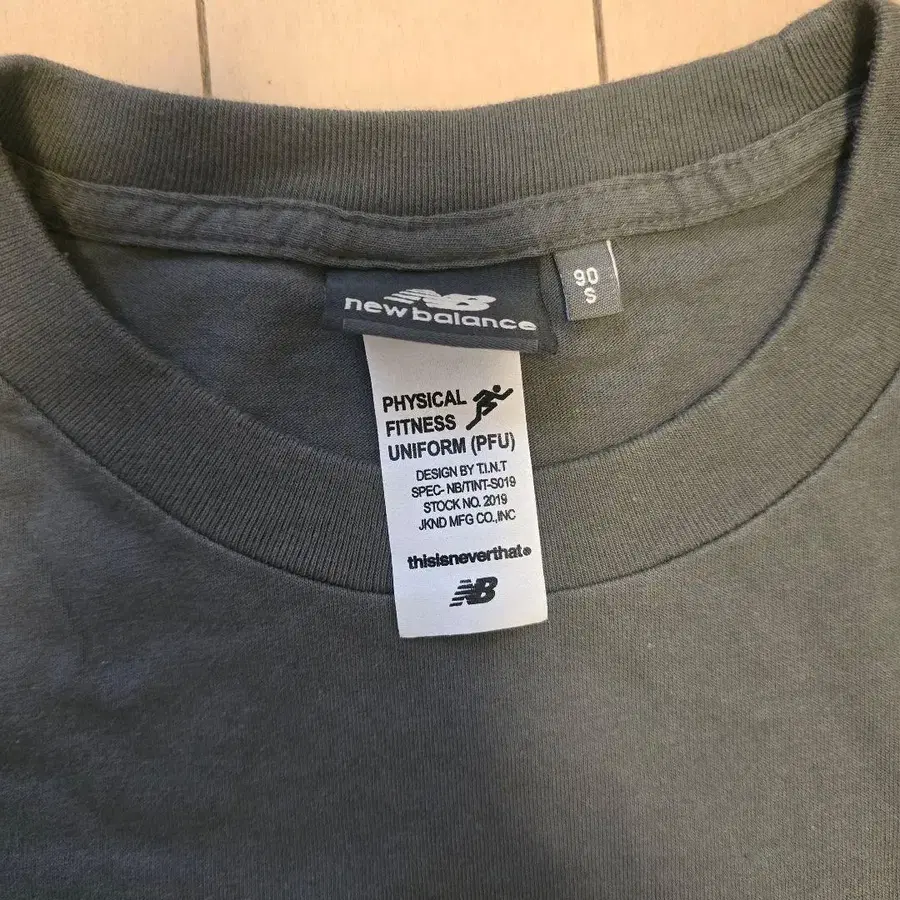 NB
new balance
90
S
PHYSICAL
FITNESS
UNIFORM (PFU)
DESIGN BY T.I.N.T
SPEC- NB/TINT-S019
STOCK NO. 2019
JKND MFG CO.,INC
thisisneverthat®
NB